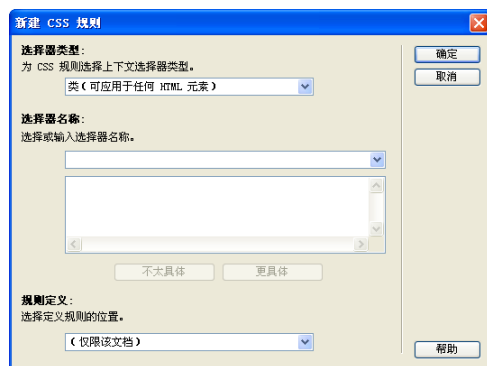 新建 CSS 规则
选择器类型:
为 CSS 规则选择上下文选择器类型。
类(可应用于任何 HTML 元素)
选择器名称:
选择或输入选择器名称。
不太具体
更具体
规则定义:
选择定义规则的位置。
(仅限该文档)
确定
取消
帮助